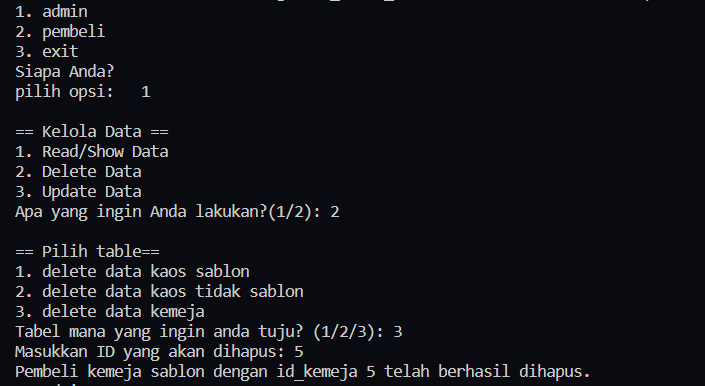 1. admin
2. pembeli
3. exit
Siapa Anda?
pilih opsi:   1
== Kelola Data ==
1. Read/Show Data
2. Delete Data
3. Update Data
Apa yang ingin Anda lakukan?(1/2): 2
== Pilih table==
1. delete data kaos sablon
2. delete data kaos tidak sablon
3. delete data kemeja
Tabel mana yang ingin anda tuju? (1/2/3): 3
Masukkan ID yang akan dihapus: 5
Pembeli kemeja sablon dengan id_kemeja 5 telah berhasil dihapus.